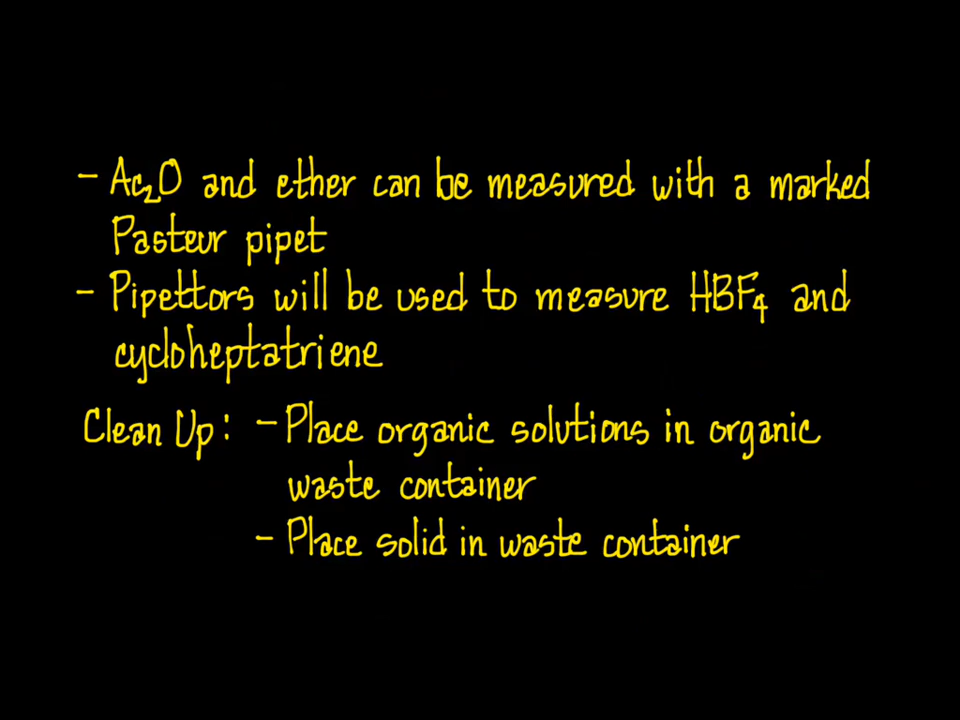 - Ac₂O and ether can be measured with a marked
Pasteur pipet
- Pipettors will be used to measure HBF₄ and
cycloheptatriene
Clean Up: - Place organic solutions in organic
waste container
- Place solid in waste container